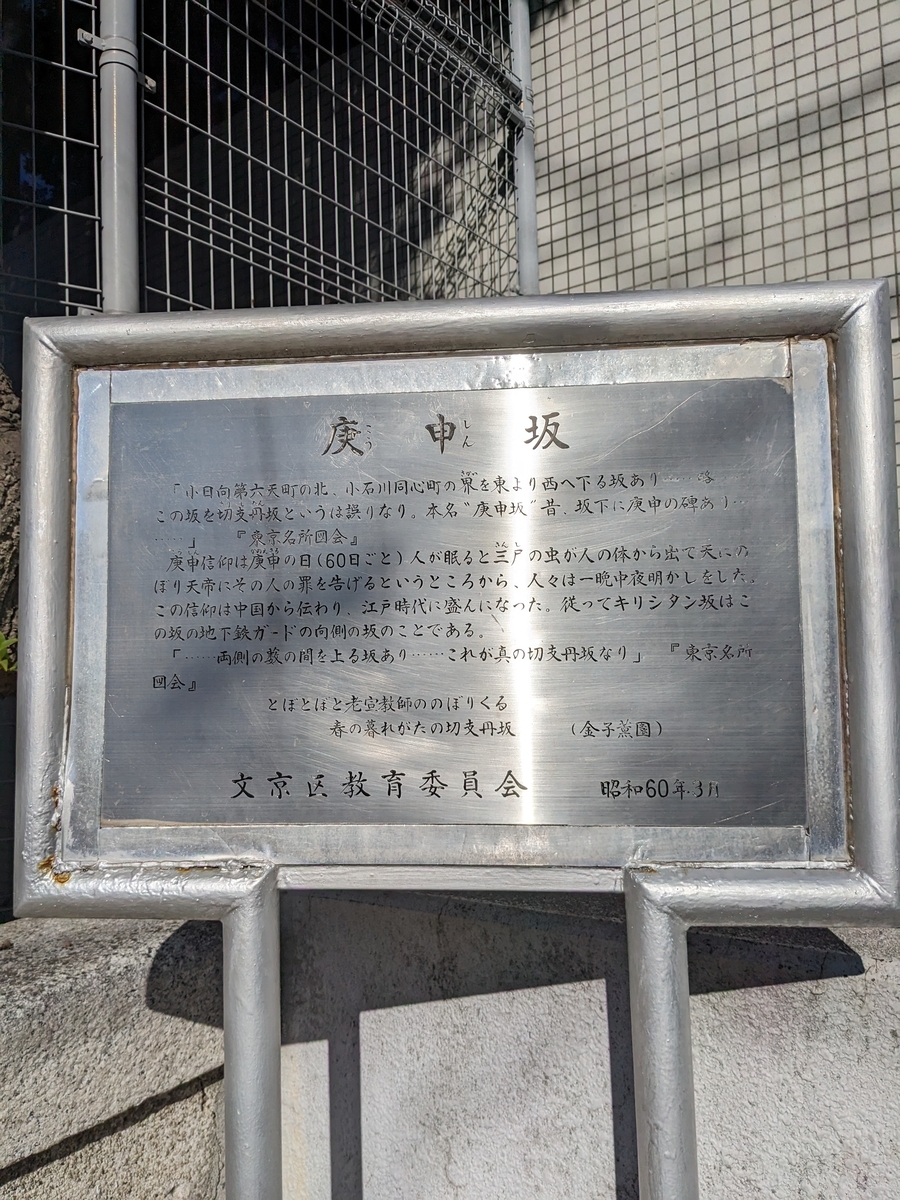 庚申坂
「小日向第六天町の北、小石川同心町の界を東より西へ下る坂あり……略
この坂を切支丹坂というは誤りなり。本名“庚申坂”昔、坂下に庚申の碑あり…
……」　『東京名所図会』
庚申信仰は庚申の日(60日ごと)人が眠ると三尸の虫が人の体から出て天にの
ぼり天帝にその人の罪を告げるというところから、人々は一晩中夜明かしをした。
この信仰は中国から伝わり、江戸時代に盛んになった。従ってキリシタン坂はこ
の坂の地下鉄ガードの向側の坂のことである。
「……両側の藪の間を上る坂あり……これが真の切支丹坂なり」　『東京名所
図会』
とぼとぼと老宣教師ののぼりくる
春の暮れがたの切支丹坂　（金子薫園）
文京区教育委員会　昭和60年3月